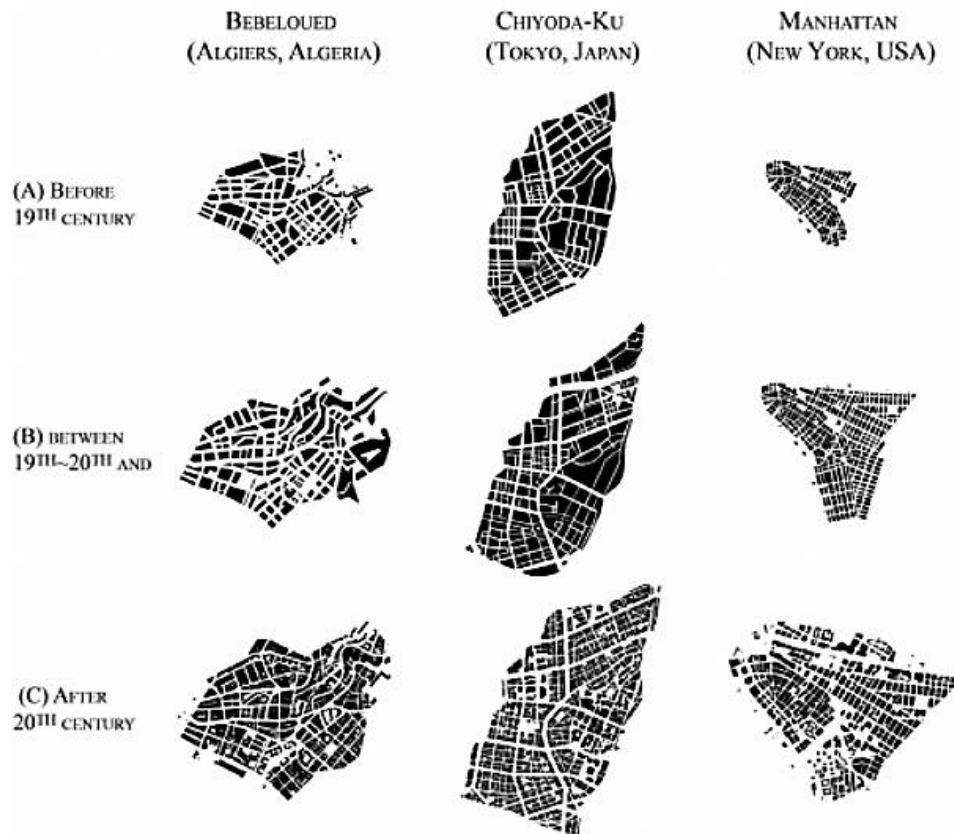 BEBELOUED
(ALGIERS, ALGERIA)
CHIYODA-KU
(TOKYO, JAPAN)
MANHATTAN
(NEW YORK, USA)
(A) BEFORE
19TH CENTURY
(B) BETWEEN
19TH~20TH AND
(C) AFTER
20TH CENTURY